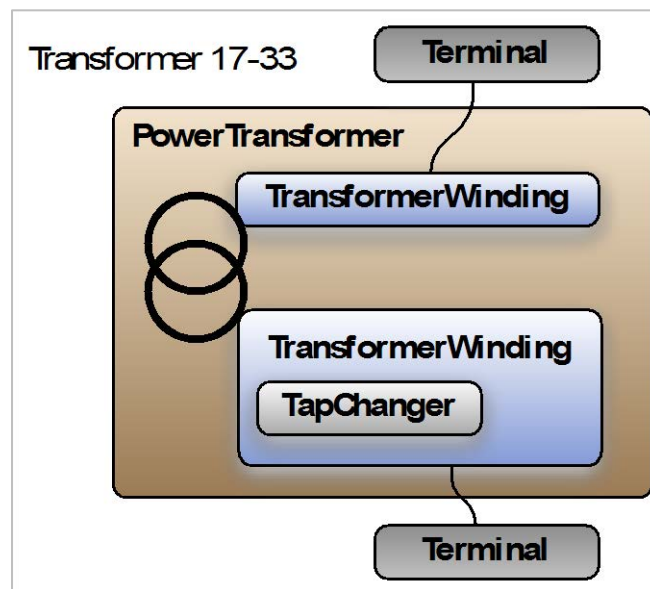 Transformer 17-33
Terminal
PowerTransformer
TransformerWinding
TransformerWinding
TapChanger
Terminal